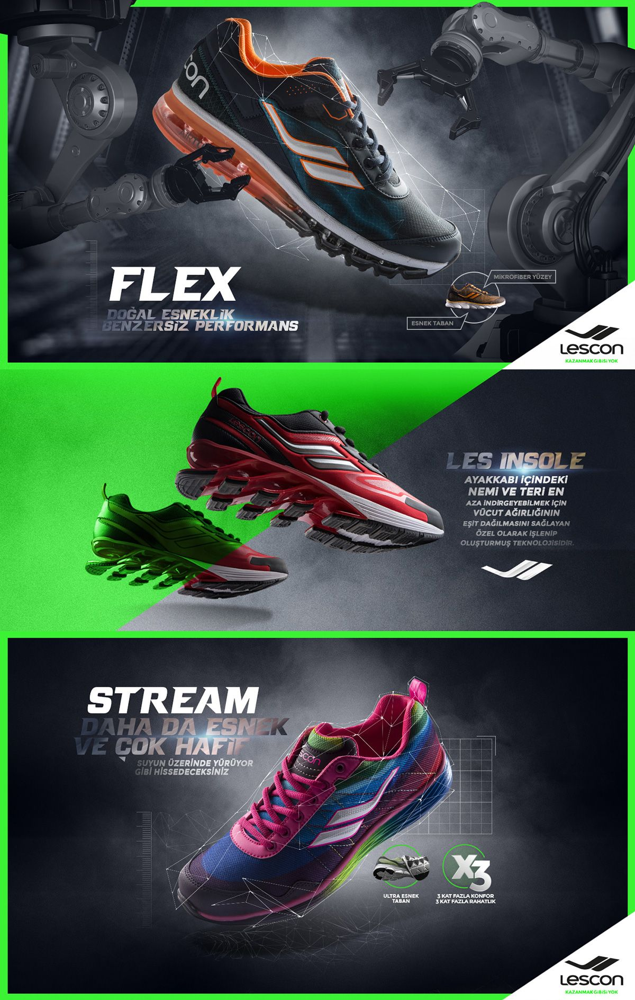 con
FLEX
DOĞAL ESNEKLİK
BENZERSİZ PERFORMANS
MİKROFİBER YÜZEY
ESNEK TABAN
Lescon
KAZANMAK GİBİSİ YOK
Lescon
LES INSOLE
AYAKKABI İÇİNDEKİ
NEMİ VE TERİ EN
AZA İNDİRGEYEBİLMEK İÇİN
VÜCUT AĞIRLIĞININ
EŞİT DAĞILMASINI SAĞLAYAN
ÖZEL OLARAK İŞLENİP
OLUŞTURMUŞ TEKNOLOJİSİDİR.
STREAM
DAHA DA ESNEK
VE ÇOK HAFİF
SUYUN ÜZERİNDE YÜRÜYOR
GİBİ HİSSEDECEKSİNİZ
scon
X3
ULTRA ESNEK
TABAN
3 KAT FAZLA KONFOR
3 KAT FAZLA RAHATLIK
Lescon
KAZANMAK GİBİSİ YOK